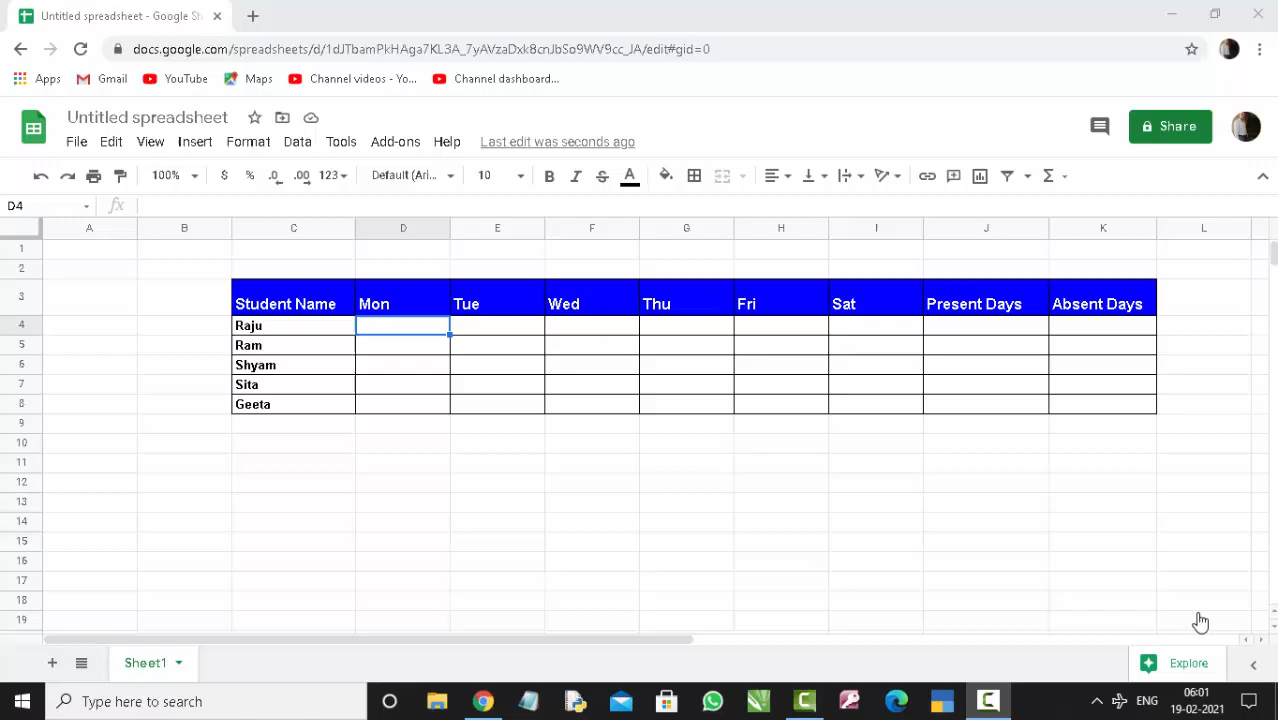 Untitled spreadsheet - Google Sh
docs.google.com/spreadsheets/d/1dJTbamPkHAga7KL3A_7yAVzaDxk8cnJbSo9WV9cc_JA/edit#gid=0
Apps Gmail YouTube Maps Channel videos - Yo... Channel dashboard...
Untitled spreadsheet
Share
File Edit View Insert Format Data Tools Add-ons Help Last edit was seconds ago
100% $ % .0 .00 123 Default (Ari... 10 B I S A Σ
D4 fx
A B C D E F G H I J K L
1
2
3 Student Name Mon Tue Wed Thu Fri Sat Present Days Absent Days
4 Raju
5 Ram
6 Shyam
7 Sita
8 Geeta
9
10
11
12
13
14
15
16
17
18
19
+ Sheet1 Explore
Type here to search ENG 06:01
19-02-2021